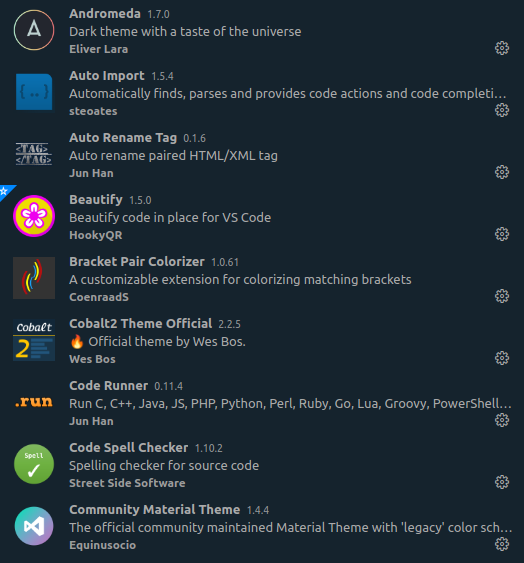 Andromeda 1.7.0
Dark theme with a taste of the universe
Eliver Lara
{..}
Auto Import 1.5.4
Automatically finds, parses and provides code actions and code completi...
steoates
<TAG>
</TAG>
Auto Rename Tag 0.1.6
Auto rename paired HTML/XML tag
Jun Han
Beautify 1.5.0
Beautify code in place for VS Code
HookyQR
Bracket Pair Colorizer 1.0.61
A customizable extension for colorizing matching brackets
CoenraadS
Cobalt
2
Cobalt2 Theme Official 2.2.5
🔥 Official theme by Wes Bos.
Wes Bos
.run
Code Runner 0.11.4
Run C, C++, Java, JS, PHP, Python, Perl, Ruby, Go, Lua, Groovy, PowerShell...
Jun Han
Spell
Code Spell Checker 1.10.2
Spelling checker for source code
Street Side Software
Community Material Theme 1.4.4
The official community maintained Material Theme with 'legacy' color sch...
Equinusocio